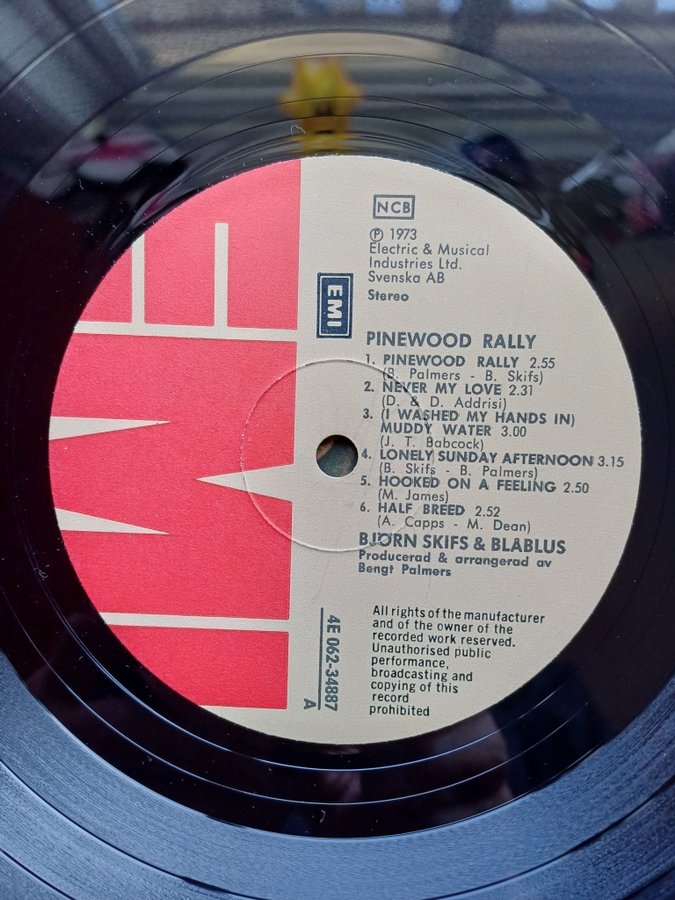 NCB
Ⓟ 1973
Electric & Musical
Industries Ltd.
Svenska AB
Stereo
EMI
PINEWOOD RALLY
1. PINEWOOD RALLY 2.55
(B. Palmers - B. Skifs)
2. NEVER MY LOVE 2.31
(D. & D. Addrisi)
3. (I WASHED MY HANDS IN)
MUDDY WATER 3.00
(J. T. Babcock)
4. LONELY SUNDAY AFTERNOON 3.15
(B. Skifs - B. Palmers)
5. HOOKED ON A FEELING 2.50
(M. James)
6. HALF BREED 2.52
(A. Capps - M. Dean)
BJÖRN SKIFS & BLÅBLUS
Producerad & arrangerad av
Bengt Palmers
All rights of the manufacturer
and of the owner of the
recorded work reserved.
Unauthorised public
performance,
broadcasting and
copying of this
record
prohibited
4E 062-34887
A
EMI